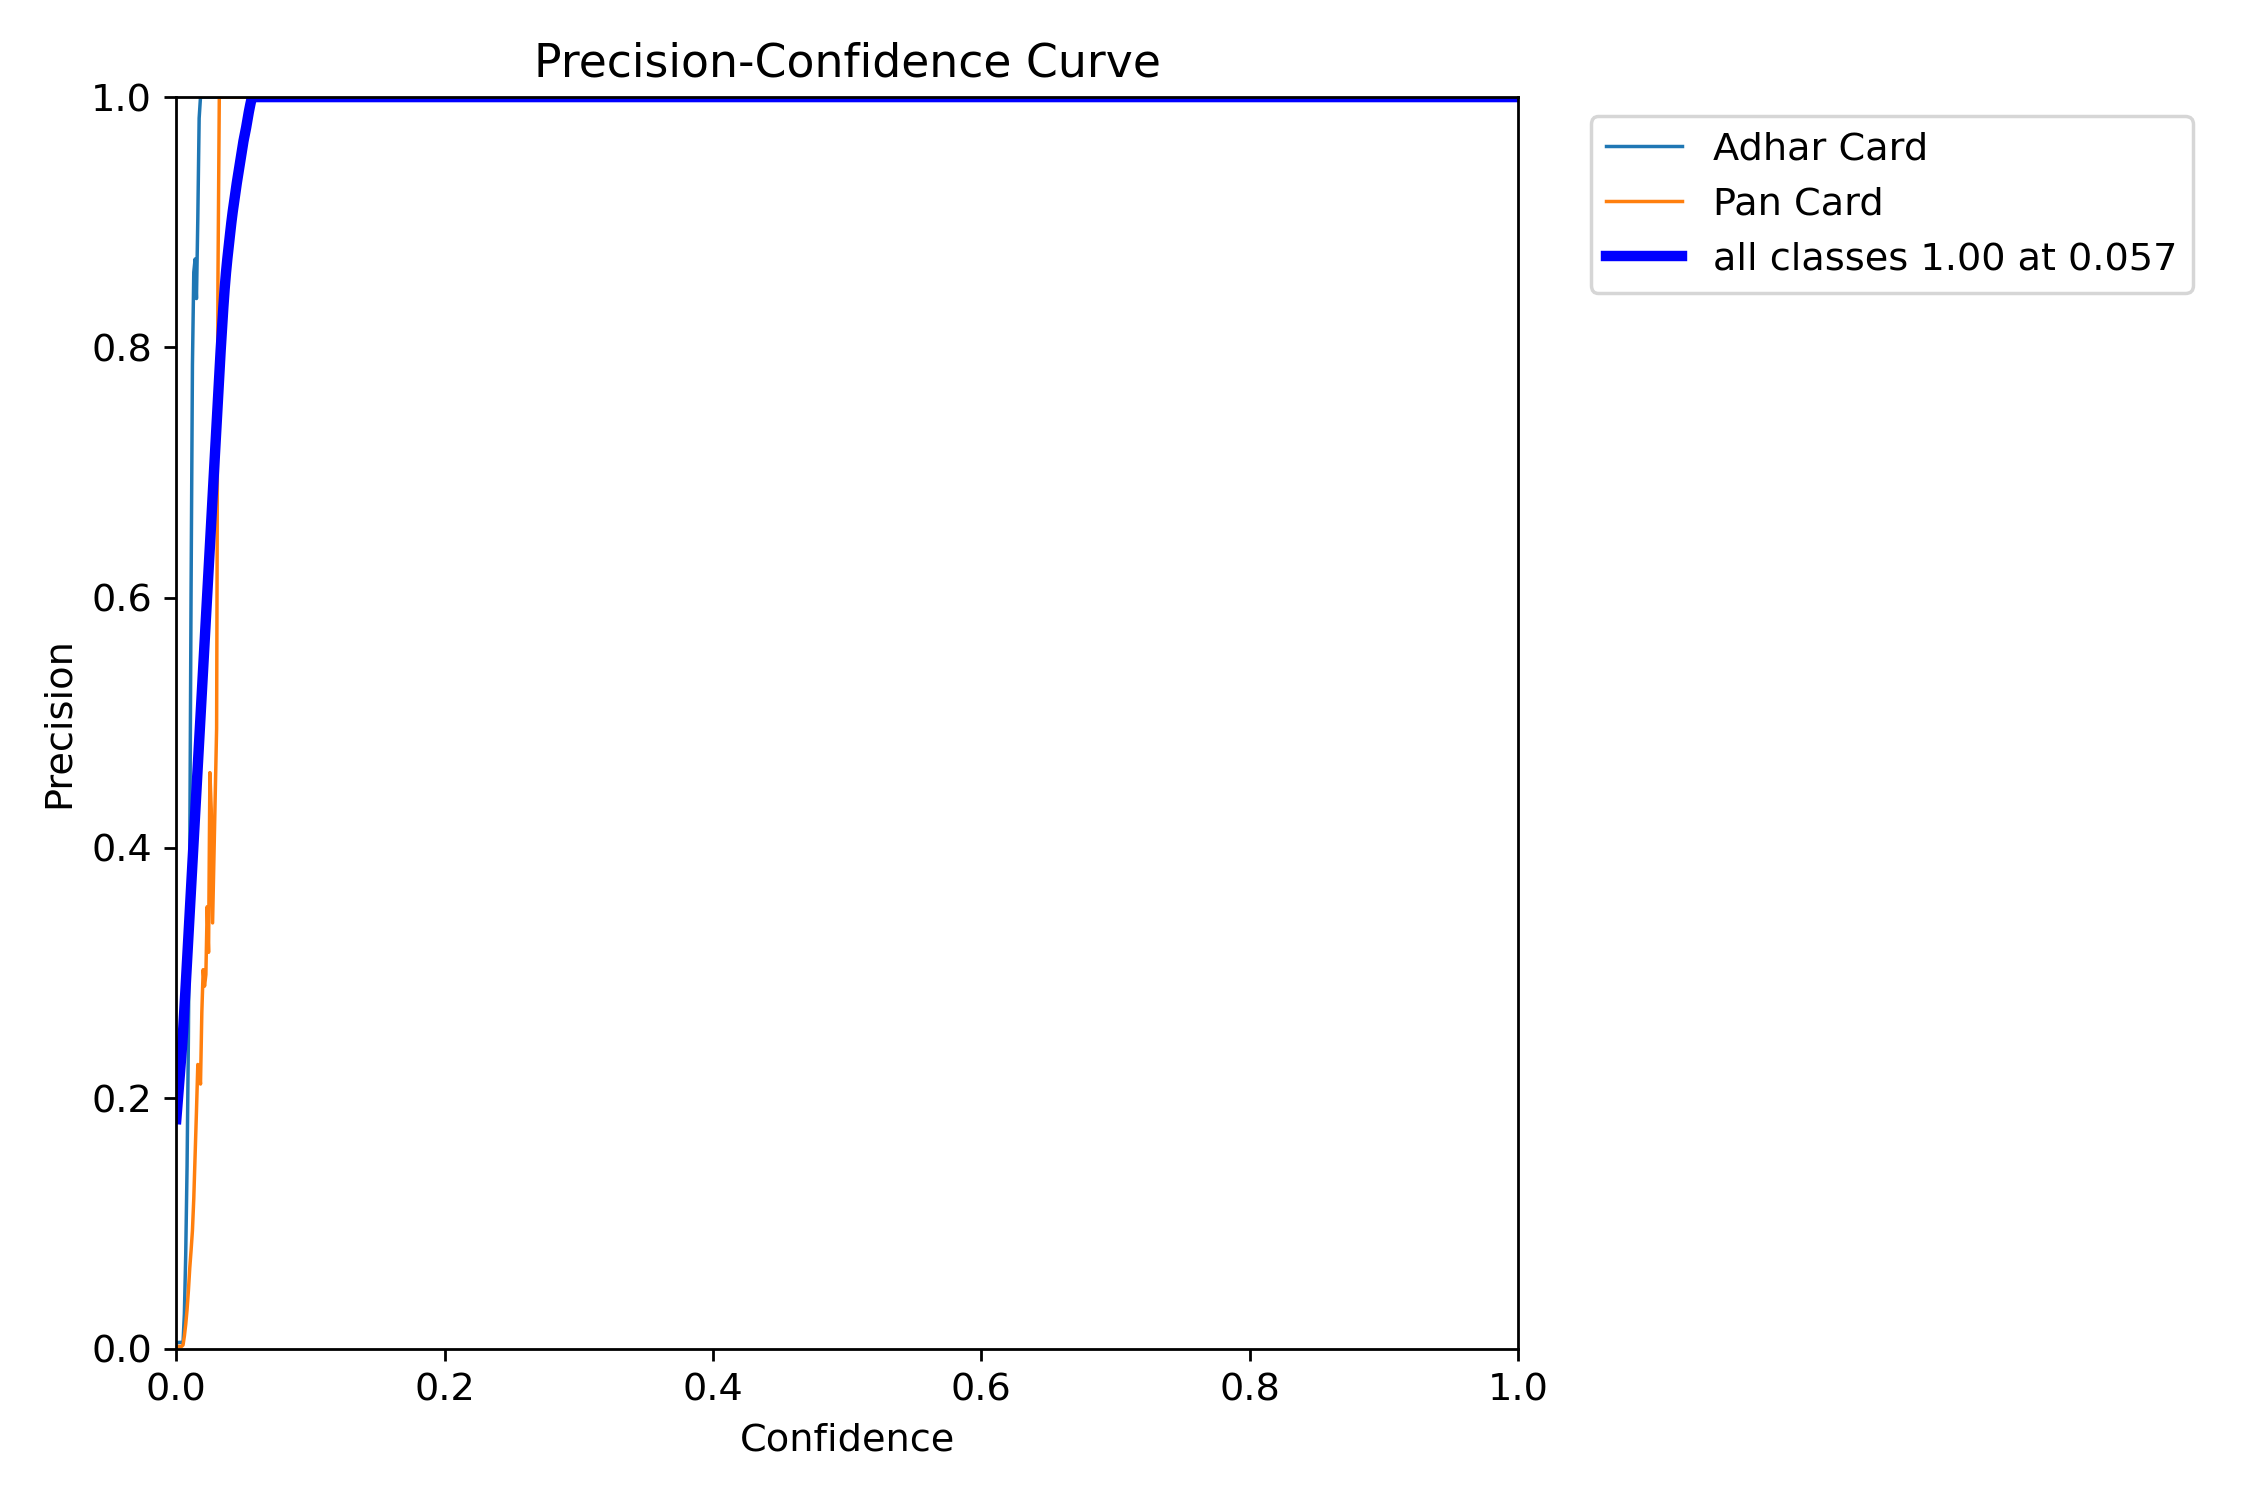 Precision-Confidence Curve
1.0
0.8
0.6
0.4
0.2
0.0
Precision
0.0 0.2 0.4 0.6 0.8 1.0
Confidence
Adhar Card
Pan Card
all classes 1.00 at 0.057